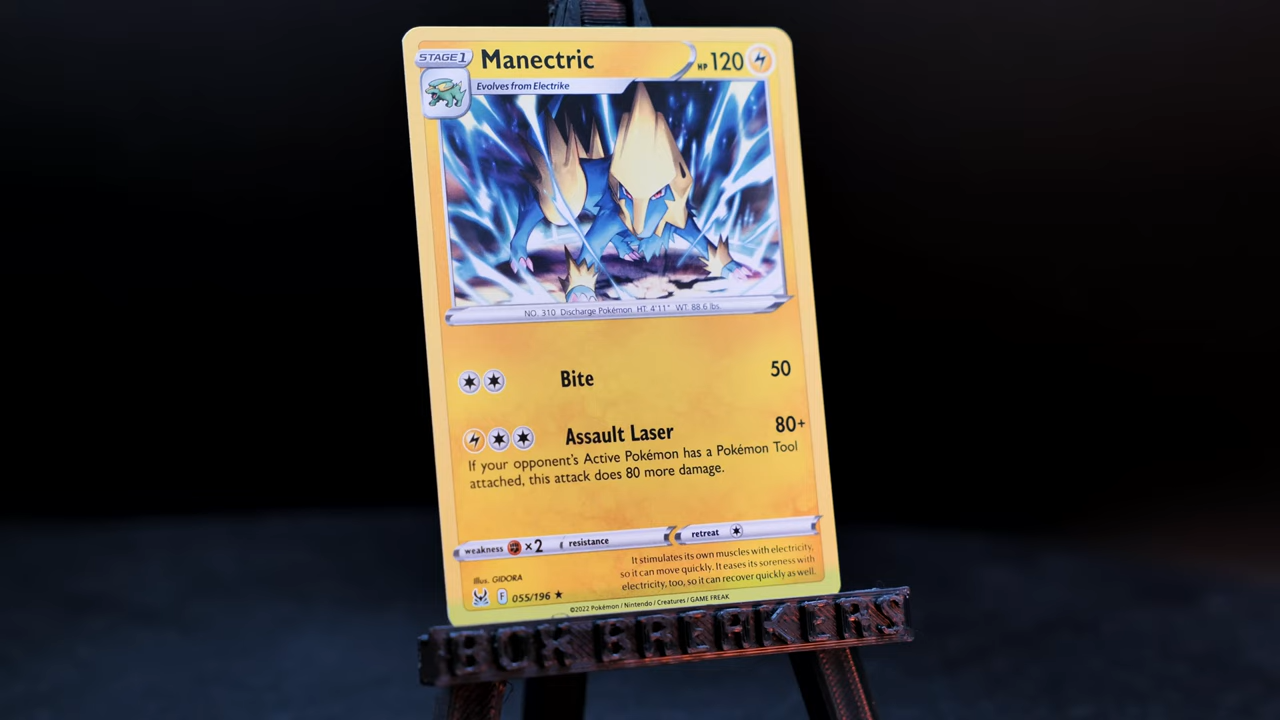 STAGE 1 Manectric HP 120
Evolves from Electrike
NO. 310 Discharge Pokémon HT. 4'11" WT. 88.6 lbs.
Bite 50
Assault Laser 80+
If your opponent's Active Pokémon has a Pokémon Tool
attached, this attack does 80 more damage.
weakness ×2 resistance retreat
It stimulates its own muscles with electricity,
so it can move quickly. It eases its soreness with
electricity, too, so it can recover quickly as well.
Illus. GIDORA
F 055/196 ★
©2022 Pokémon / Nintendo / Creatures / GAME FREAK
BOX BREAKERS